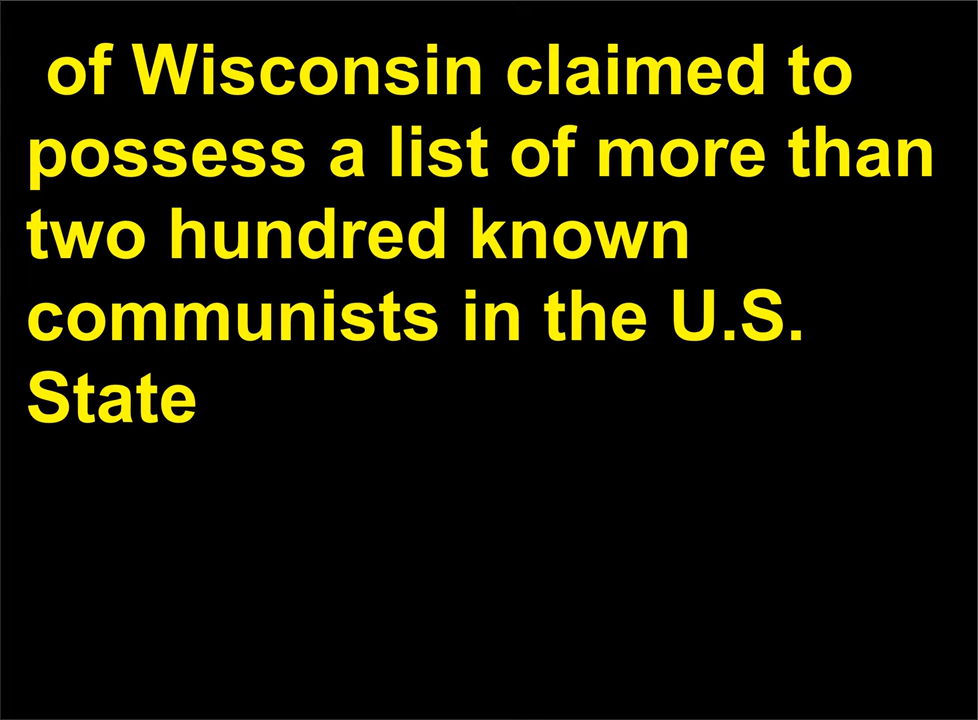 of Wisconsin claimed to
possess a list of more than
two hundred known
communists in the U.S.
State